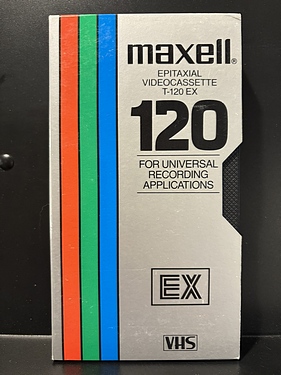 maxell®
EPITAXIAL
VIDEOCASSETTE
T-120 EX
120
FOR UNIVERSAL
RECORDING
APPLICATIONS
EX
VHS